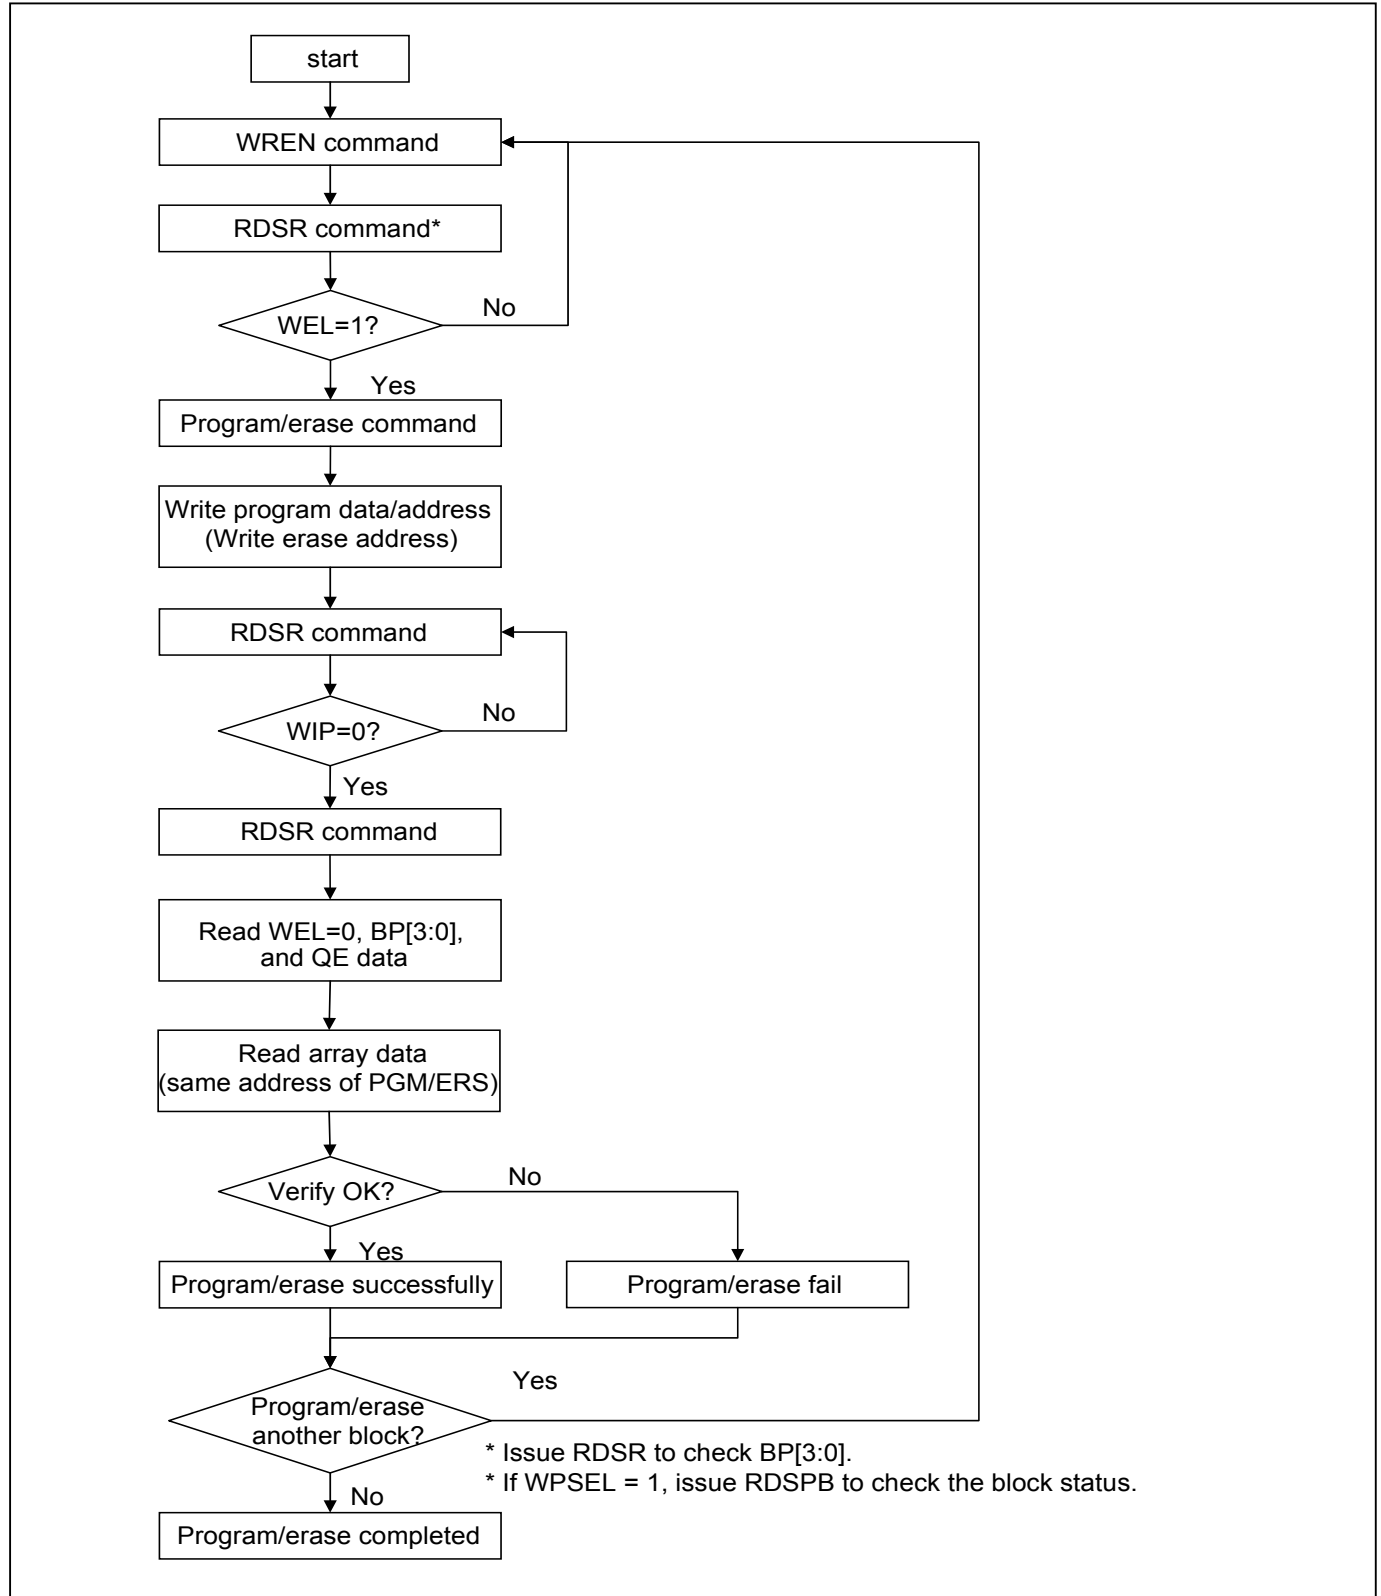 start
WREN command
RDSR command*
WEL=1?
No
Yes
Program/erase command
Write program data/address
(Write erase address)
RDSR command
WIP=0?
No
Yes
RDSR command
Read WEL=0, BP[3:0],
and QE data
Read array data
(same address of PGM/ERS)
Verify OK?
No
Yes
Program/erase successfully
Program/erase fail
Program/erase
another block?
Yes
* Issue RDSR to check BP[3:0].
* If WPSEL = 1, issue RDSPB to check the block status.
No
Program/erase completed